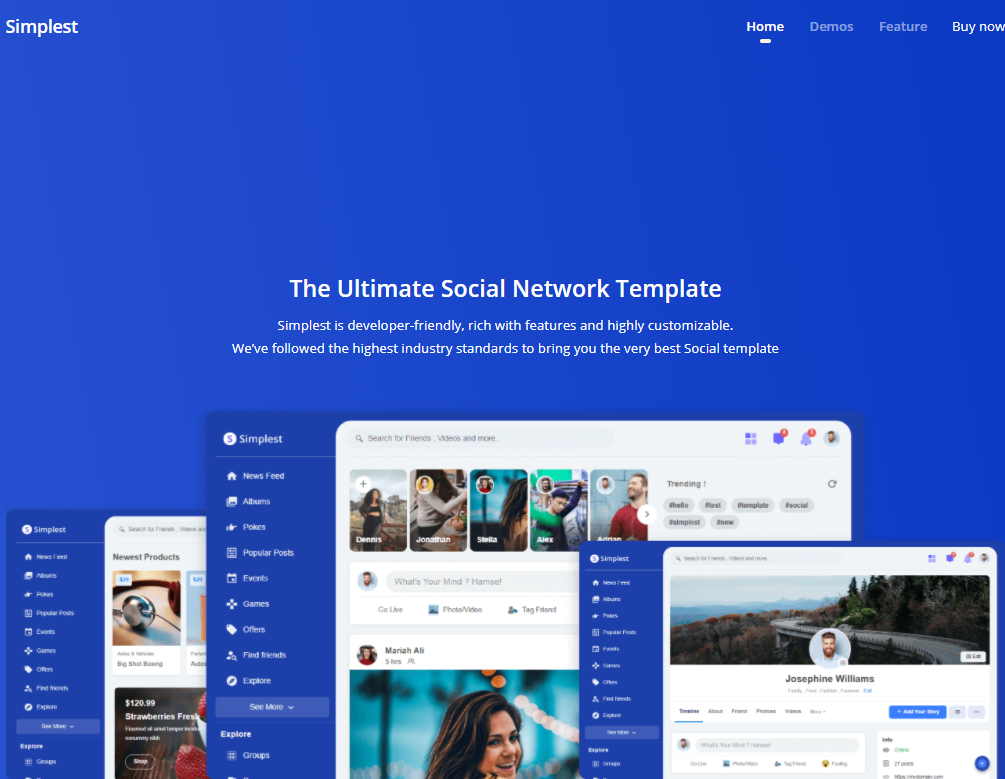 Simplest
Home Demos Feature Buy now
The Ultimate Social Network Template
Simplest is developer-friendly, rich with features and highly customizable.
We've followed the highest industry standards to bring you the very best Social template
Simplest
Search for Friends , Videos and more..
News Feed
Albums
Pokes
Popular Posts
Events
Games
Offers
Find friends
Explore
See More
Explore
Groups
Dennis
Jonathan
Stella
Alex
Adrian
Trending !
#hello #test #template #social
#simplest #new
What's Your Mind ? Hamse!
Go Live Photo/Video Tag Friend
Mariah Ali
5 hrs
Simplest
Search for Friends , Videos an
News Feed
Albums
Pokes
Popular Posts
Events
Games
Offers
Find friends
Explore
See More
Explore
Groups
Newest Products
$29
$29
Autos & Vehicles
Big Shot Boxing
$120.99
Strawberries Fresh
Shop
Simplest
Search for Friends , Videos and more..
News Feed
Albums
Pokes
Popular Posts
Events
Games
Offers
Find friends
Explore
See More
Explore
Groups
Edit
Josephine Williams
Family , Food , Fashion , Fourever Edit
Timeline About Friend Photos Videos More
+ Add Your Story
What's Your Mind ? Hamse!
Go Live Photo/Video Tag Friend Feeling
Info
Online
27 posts
https://mydomain.com